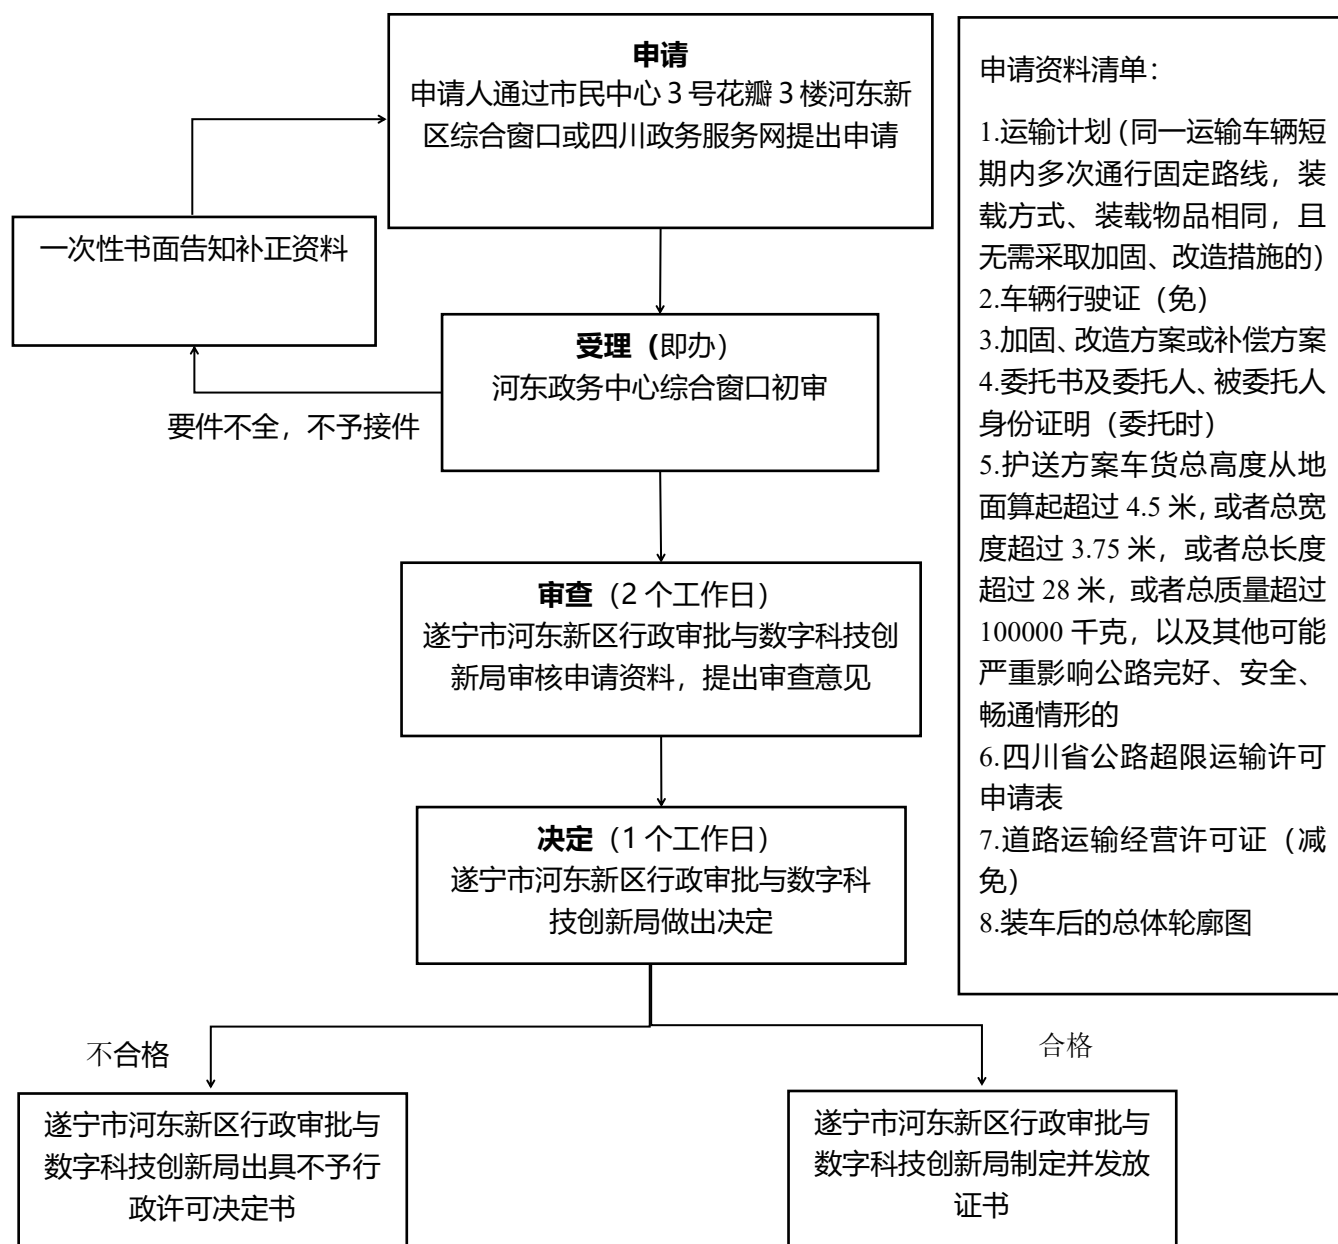 申请
申请人通过市民中心 3 号花瓣 3 楼河东新
区综合窗口或四川政务服务网提出申请
一次性书面告知补正资料
受理（即办）
河东政务中心综合窗口初审
要件不全，不予接件
审查（2 个工作日）
遂宁市河东新区行政审批与数字科技创
新局审核申请资料，提出审查意见
决定（1 个工作日）
遂宁市河东新区行政审批与数字科
技创新局做出决定
不合格
合格
遂宁市河东新区行政审批与
数字科技创新局出具不予行
政许可决定书
遂宁市河东新区行政审批与
数字科技创新局制定并发放
证书
申请资料清单：
1.运输计划（同一运输车辆短
期内多次通行固定路线，装
载方式、装载物品相同，且
无需采取加固、改造措施的）
2.车辆行驶证（免）
3.加固、改造方案或补偿方案
4.委托书及委托人、被委托人
身份证明（委托时）
5.护送方案车货总高度从地
面算起超过 4.5 米，或者总宽
度超过 3.75 米，或者总长度
超过 28 米，或者总质量超过
100000 千克，以及其他可能
严重影响公路完好、安全、
畅通情形的
6.四川省公路超限运输许可
申请表
7.道路运输经营许可证（减
免）
8.装车后的总体轮廓图